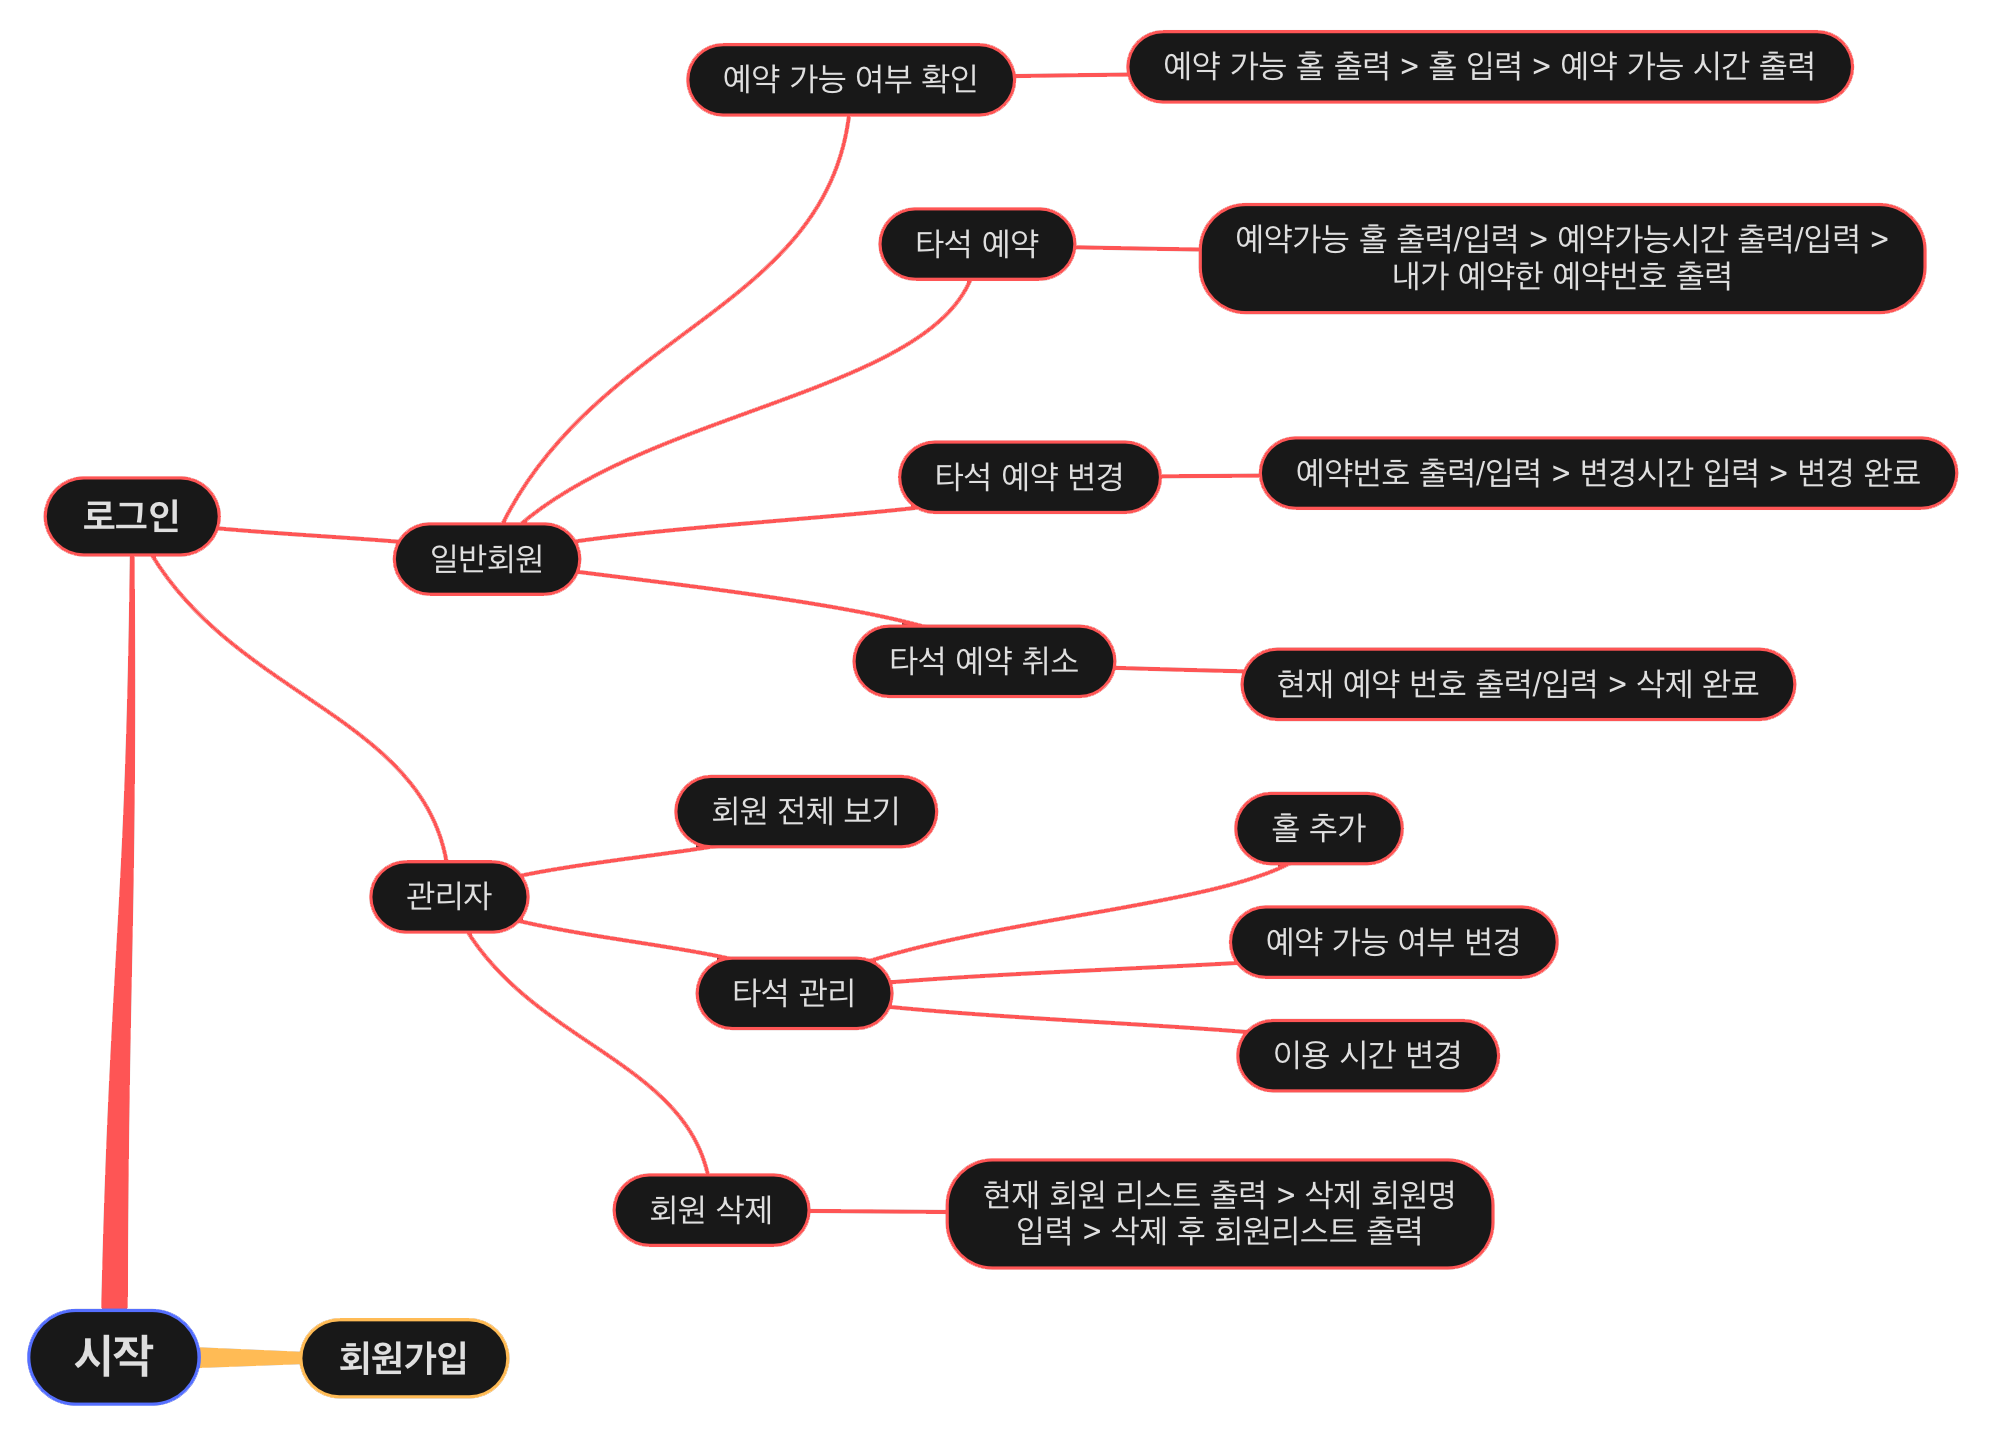 예약 가능 여부 확인
예약 가능 홀 출력 > 홀 입력 > 예약 가능 시간 출력
타석 예약
예약가능 홀 출력/입력 > 예약가능시간 출력/입력 >
내가 예약한 예약번호 출력
타석 예약 변경
예약번호 출력/입력 > 변경시간 입력 > 변경 완료
로그인
일반회원
타석 예약 취소
현재 예약 번호 출력/입력 > 삭제 완료
회원 전체 보기
홀 추가
관리자
예약 가능 여부 변경
타석 관리
이용 시간 변경
회원 삭제
현재 회원 리스트 출력 > 삭제 회원명
입력 > 삭제 후 회원리스트 출력
시작
회원가입